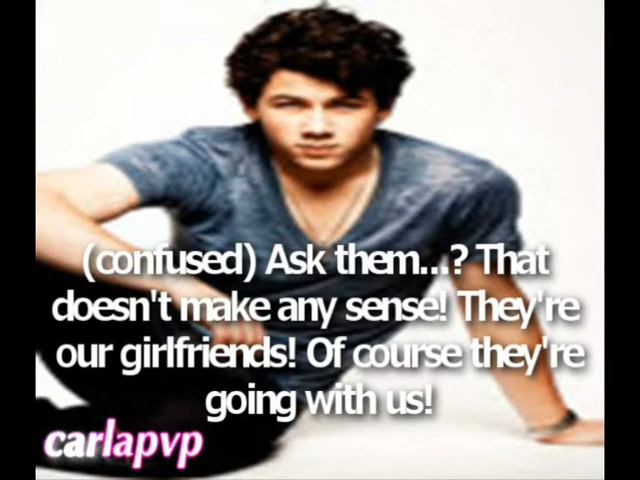 (confused) Ask them...? That
doesn't make any sense! They're
our girlfriends! Of course they're
going with us!
carlapvp